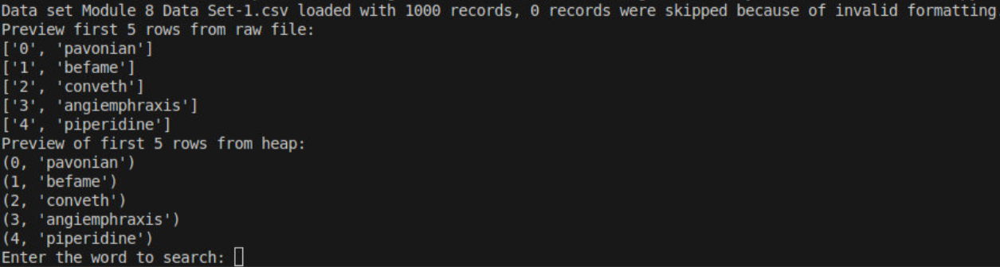 Data set Module 8 Data Set-1.csv loaded with 1000 records, 0 records were skipped because of invalid formatting
Preview first 5 rows from raw file:
['0', 'pavonian']
['1', 'befame']
['2', 'conveth']
['3', 'angiemphraxis']
['4', 'piperidine']
Preview of first 5 rows from heap:
(0, 'pavonian')
(1, 'befame')
(2, 'conveth')
(3, 'angiemphraxis')
(4, 'piperidine')
Enter the word to search: